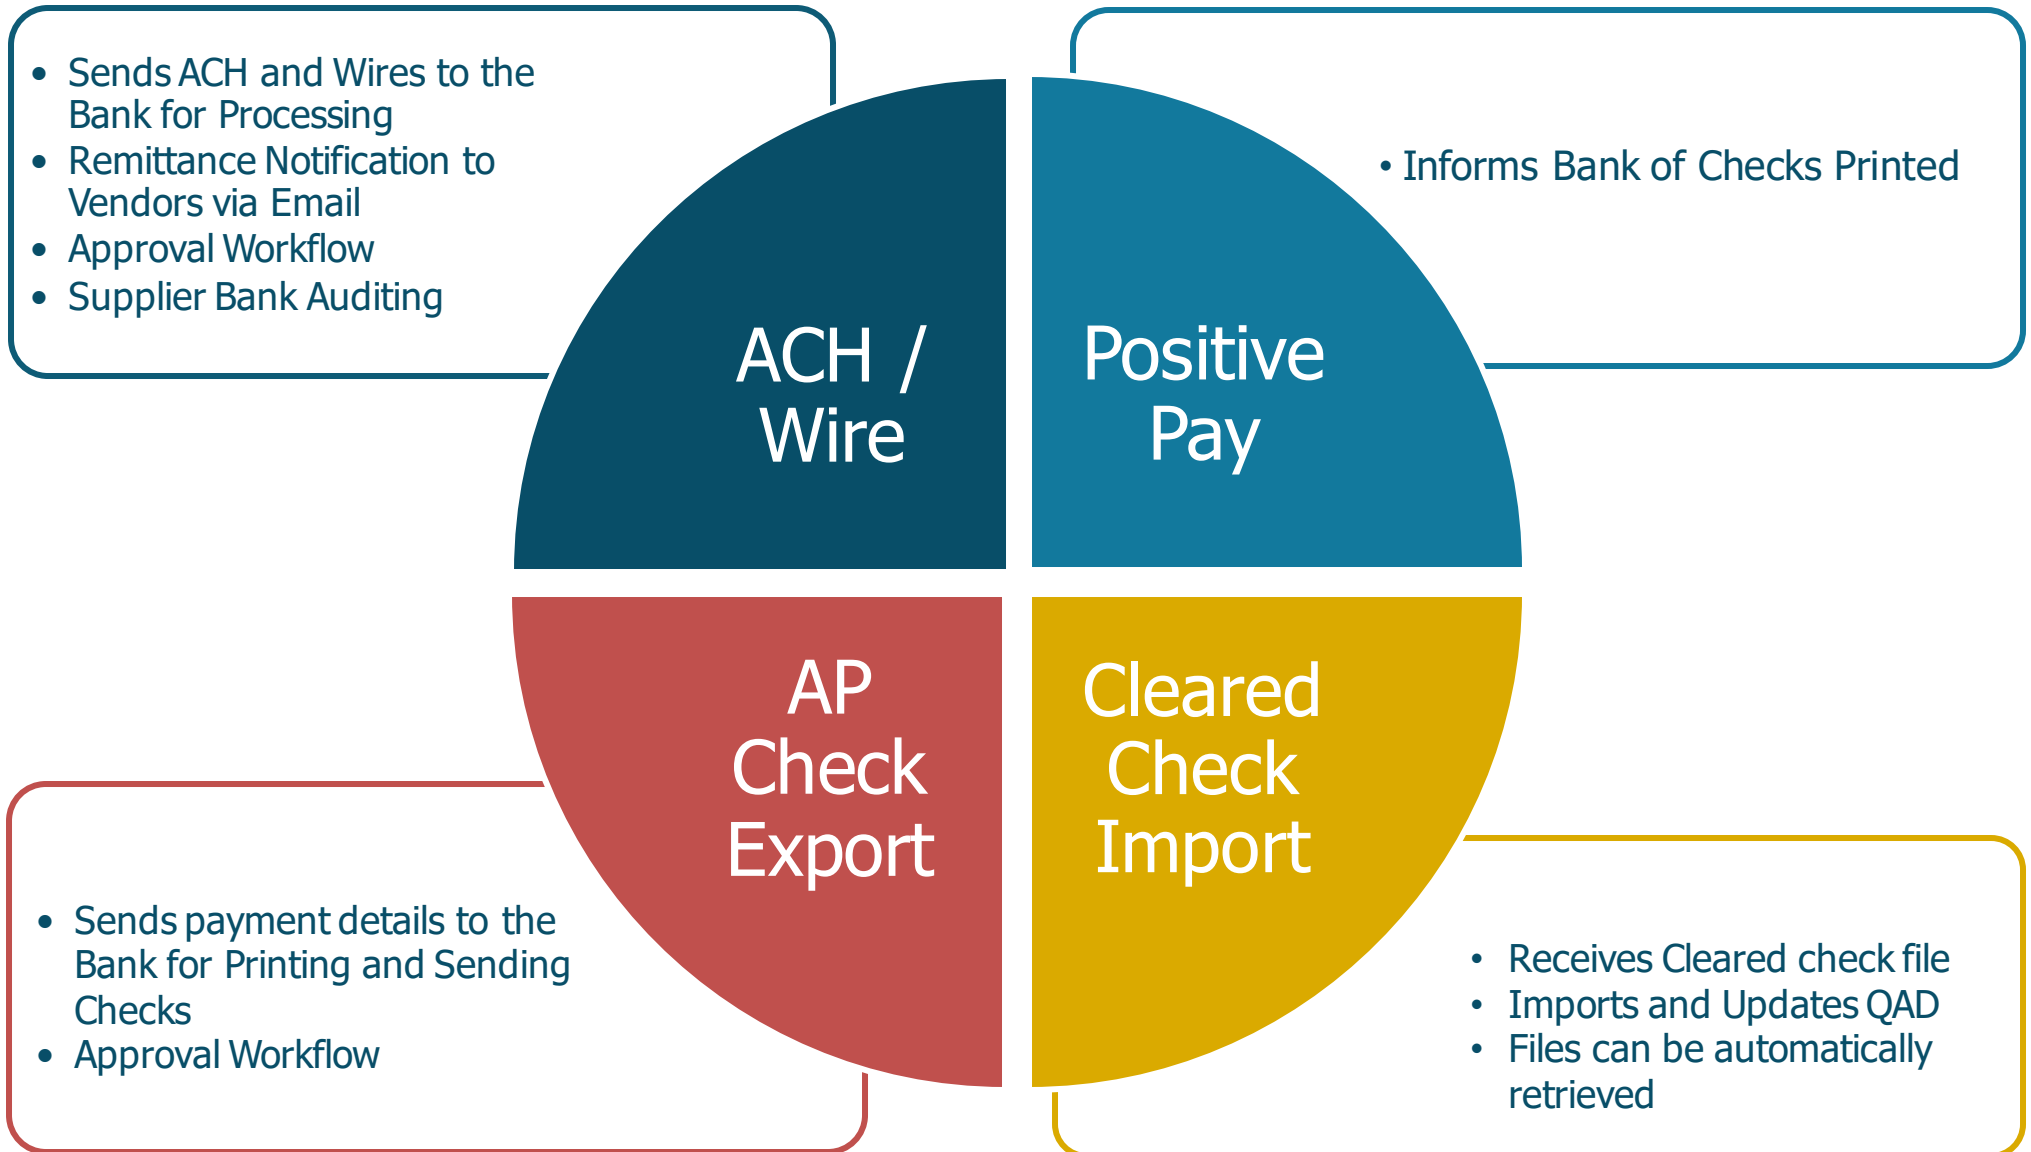 • Sends ACH and Wires to the
Bank for Processing
• Remittance Notification to
Vendors via Email
• Approval Workflow
• Supplier Bank Auditing
ACH /
Wire
• Informs Bank of Checks Printed
Positive
Pay
AP
Check
Export
• Sends payment details to the
Bank for Printing and Sending
Checks
• Approval Workflow
Cleared
Check
Import
• Receives Cleared check file
• Imports and Updates QAD
• Files can be automatically
retrieved